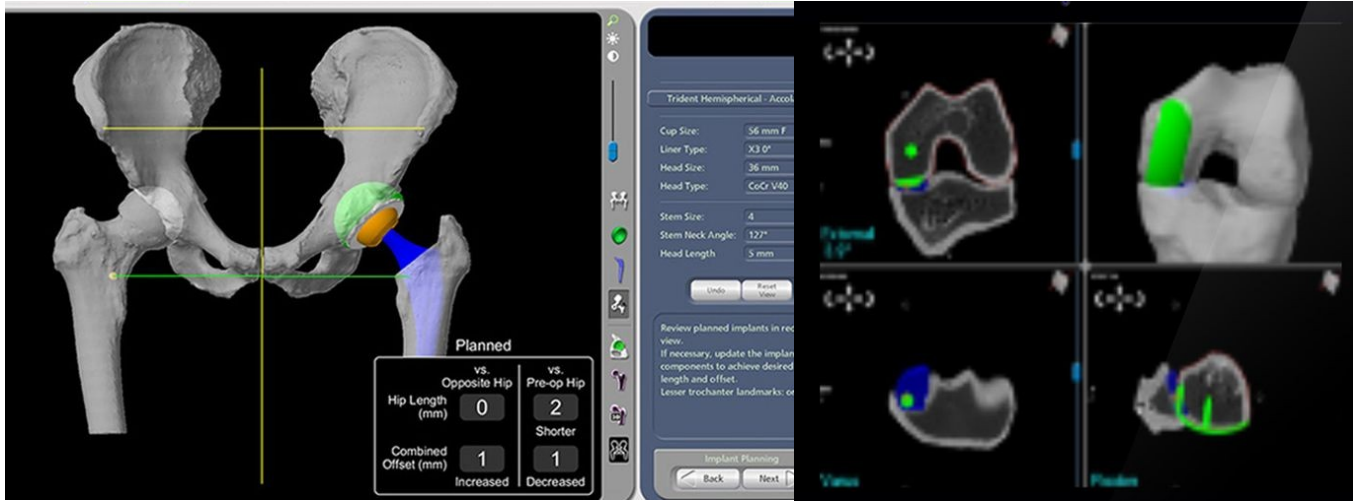 Planned
vs.
Opposite Hip
vs.
Pre-op Hip
Hip Length
(mm)
0
2
Shorter
Combined
Offset (mm)
1
1
Increased
Decreased
Trident Hemispherical - Accol
Cup Size: 56 mm F
Liner Type: X3 0°
Head Size: 36 mm
Head Type: CoCr V40
Stem Size: 4
Stem Neck Angle: 127°
Head Length 5 mm
Undo
Reset
View
Review planned implants in rec
view.
If necessary, update the implan
components to achieve desired
length and offset.
Lesser trochanter landmarks: o
Implant Planning
Back
Next
External
Varus